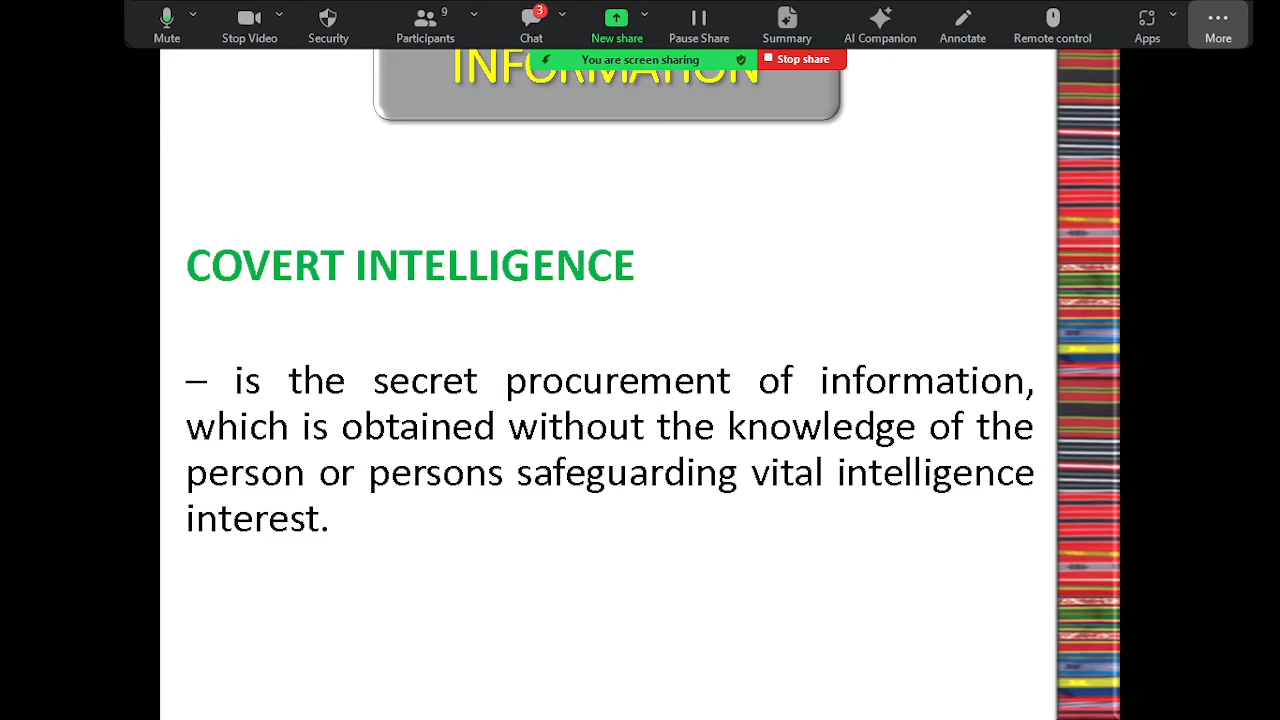 9
3
Mute
Stop Video
Security
Participants
Chat
New share
Pause Share
Summary
AI Companion
Annotate
Remote control
Apps
More
You are screen sharing
Stop share
INFORMATION
COVERT INTELLIGENCE
– is the secret procurement of information,
which is obtained without the knowledge of the
person or persons safeguarding vital intelligence
interest.